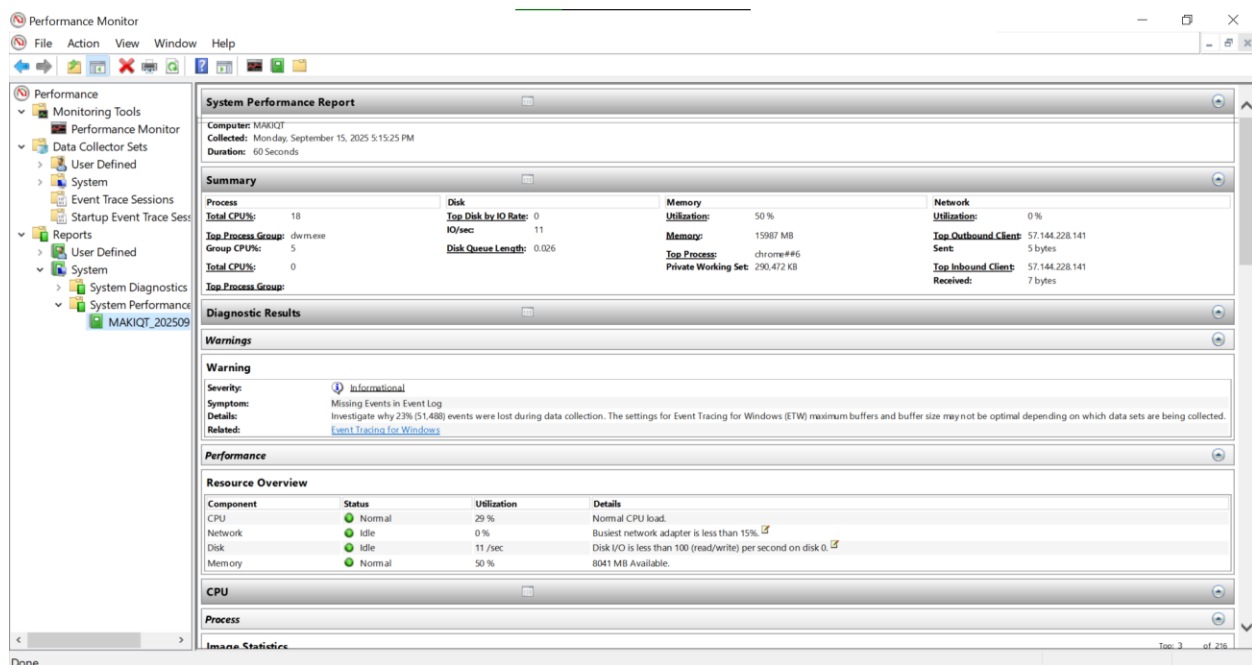 Performance Monitor
File Action View Window Help
Performance
Monitoring Tools
Performance Monitor
Data Collector Sets
User Defined
System
Event Trace Sessions
Startup Event Trace Sess
Reports
User Defined
System
System Diagnostics
System Performance
MAKIQT_202509
System Performance Report
Computer: MAKIQT
Collected: Monday, September 15, 2025 5:15:25 PM
Duration: 60 Seconds
Summary
Process Disk Memory Network
Total CPU%: 18 Top Disk by IO Rate: 0 Utilization: 50 % Utilization: 0 %
IO/sec: 11
Top Process Group: dwm.exe Memory: 15987 MB Top Outbound Client: 57.144.228.141
Group CPU%: 5 Disk Queue Length: 0.026 Sent: 5 bytes
Top Process: chrome##6
Total CPU%: 0 Private Working Set: 290,472 KB Top Inbound Client: 57.144.228.141
Received: 7 bytes
Top Process Group:
Diagnostic Results
Warnings
Warning
Severity: Informational
Symptom: Missing Events in Event Log
Details: Investigate why 23% (51,488) events were lost during data collection. The settings for Event Tracing for Windows (ETW) maximum buffers and buffer size may not be optimal depending on which data sets are being collected.
Related: Event Tracing for Windows
Performance
Resource Overview
Component Status Utilization Details
CPU Normal 29 % Normal CPU load.
Network Idle 0 % Busiest network adapter is less than 15%.
Disk Idle 11 /sec Disk I/O is less than 100 (read/write) per second on disk 0.
Memory Normal 50 % 8041 MB Available.
CPU
Process
Image Statistics Top: 3 of 216
Done